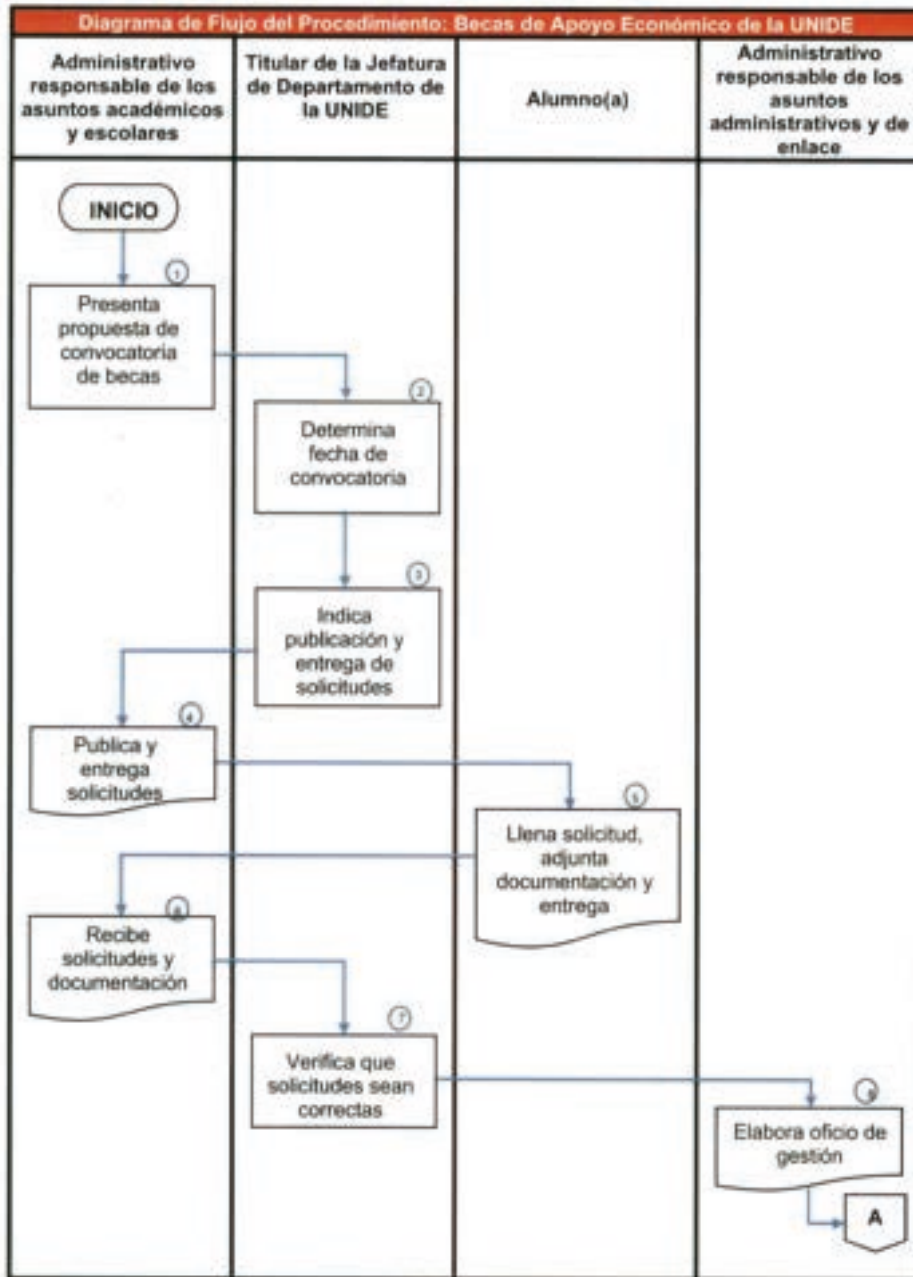 Diagrama de Flujo del Procedimiento: Becas de Apoyo Económico de la UNIDE
Administrativo
responsable de los
asuntos académicos
y escolares
Titular de la Jefatura
de Departamento de
la UNIDE
Alumno(a)
Administrativo
responsable de los
asuntos
administrativos y de
enlace
INICIO
1
Presenta
propuesta de
convocatoria
de becas
2
Determina
fecha de
convocatoria
3
Indica
publicación y
entrega de
solicitudes
4
Publica y
entrega
solicitudes
5
Llena solicitud,
adjunta
documentación y
entrega
6
Recibe
solicitudes y
documentación
7
Verifica que
solicitudes sean
correctas
8
Elabora oficio de
gestión
A